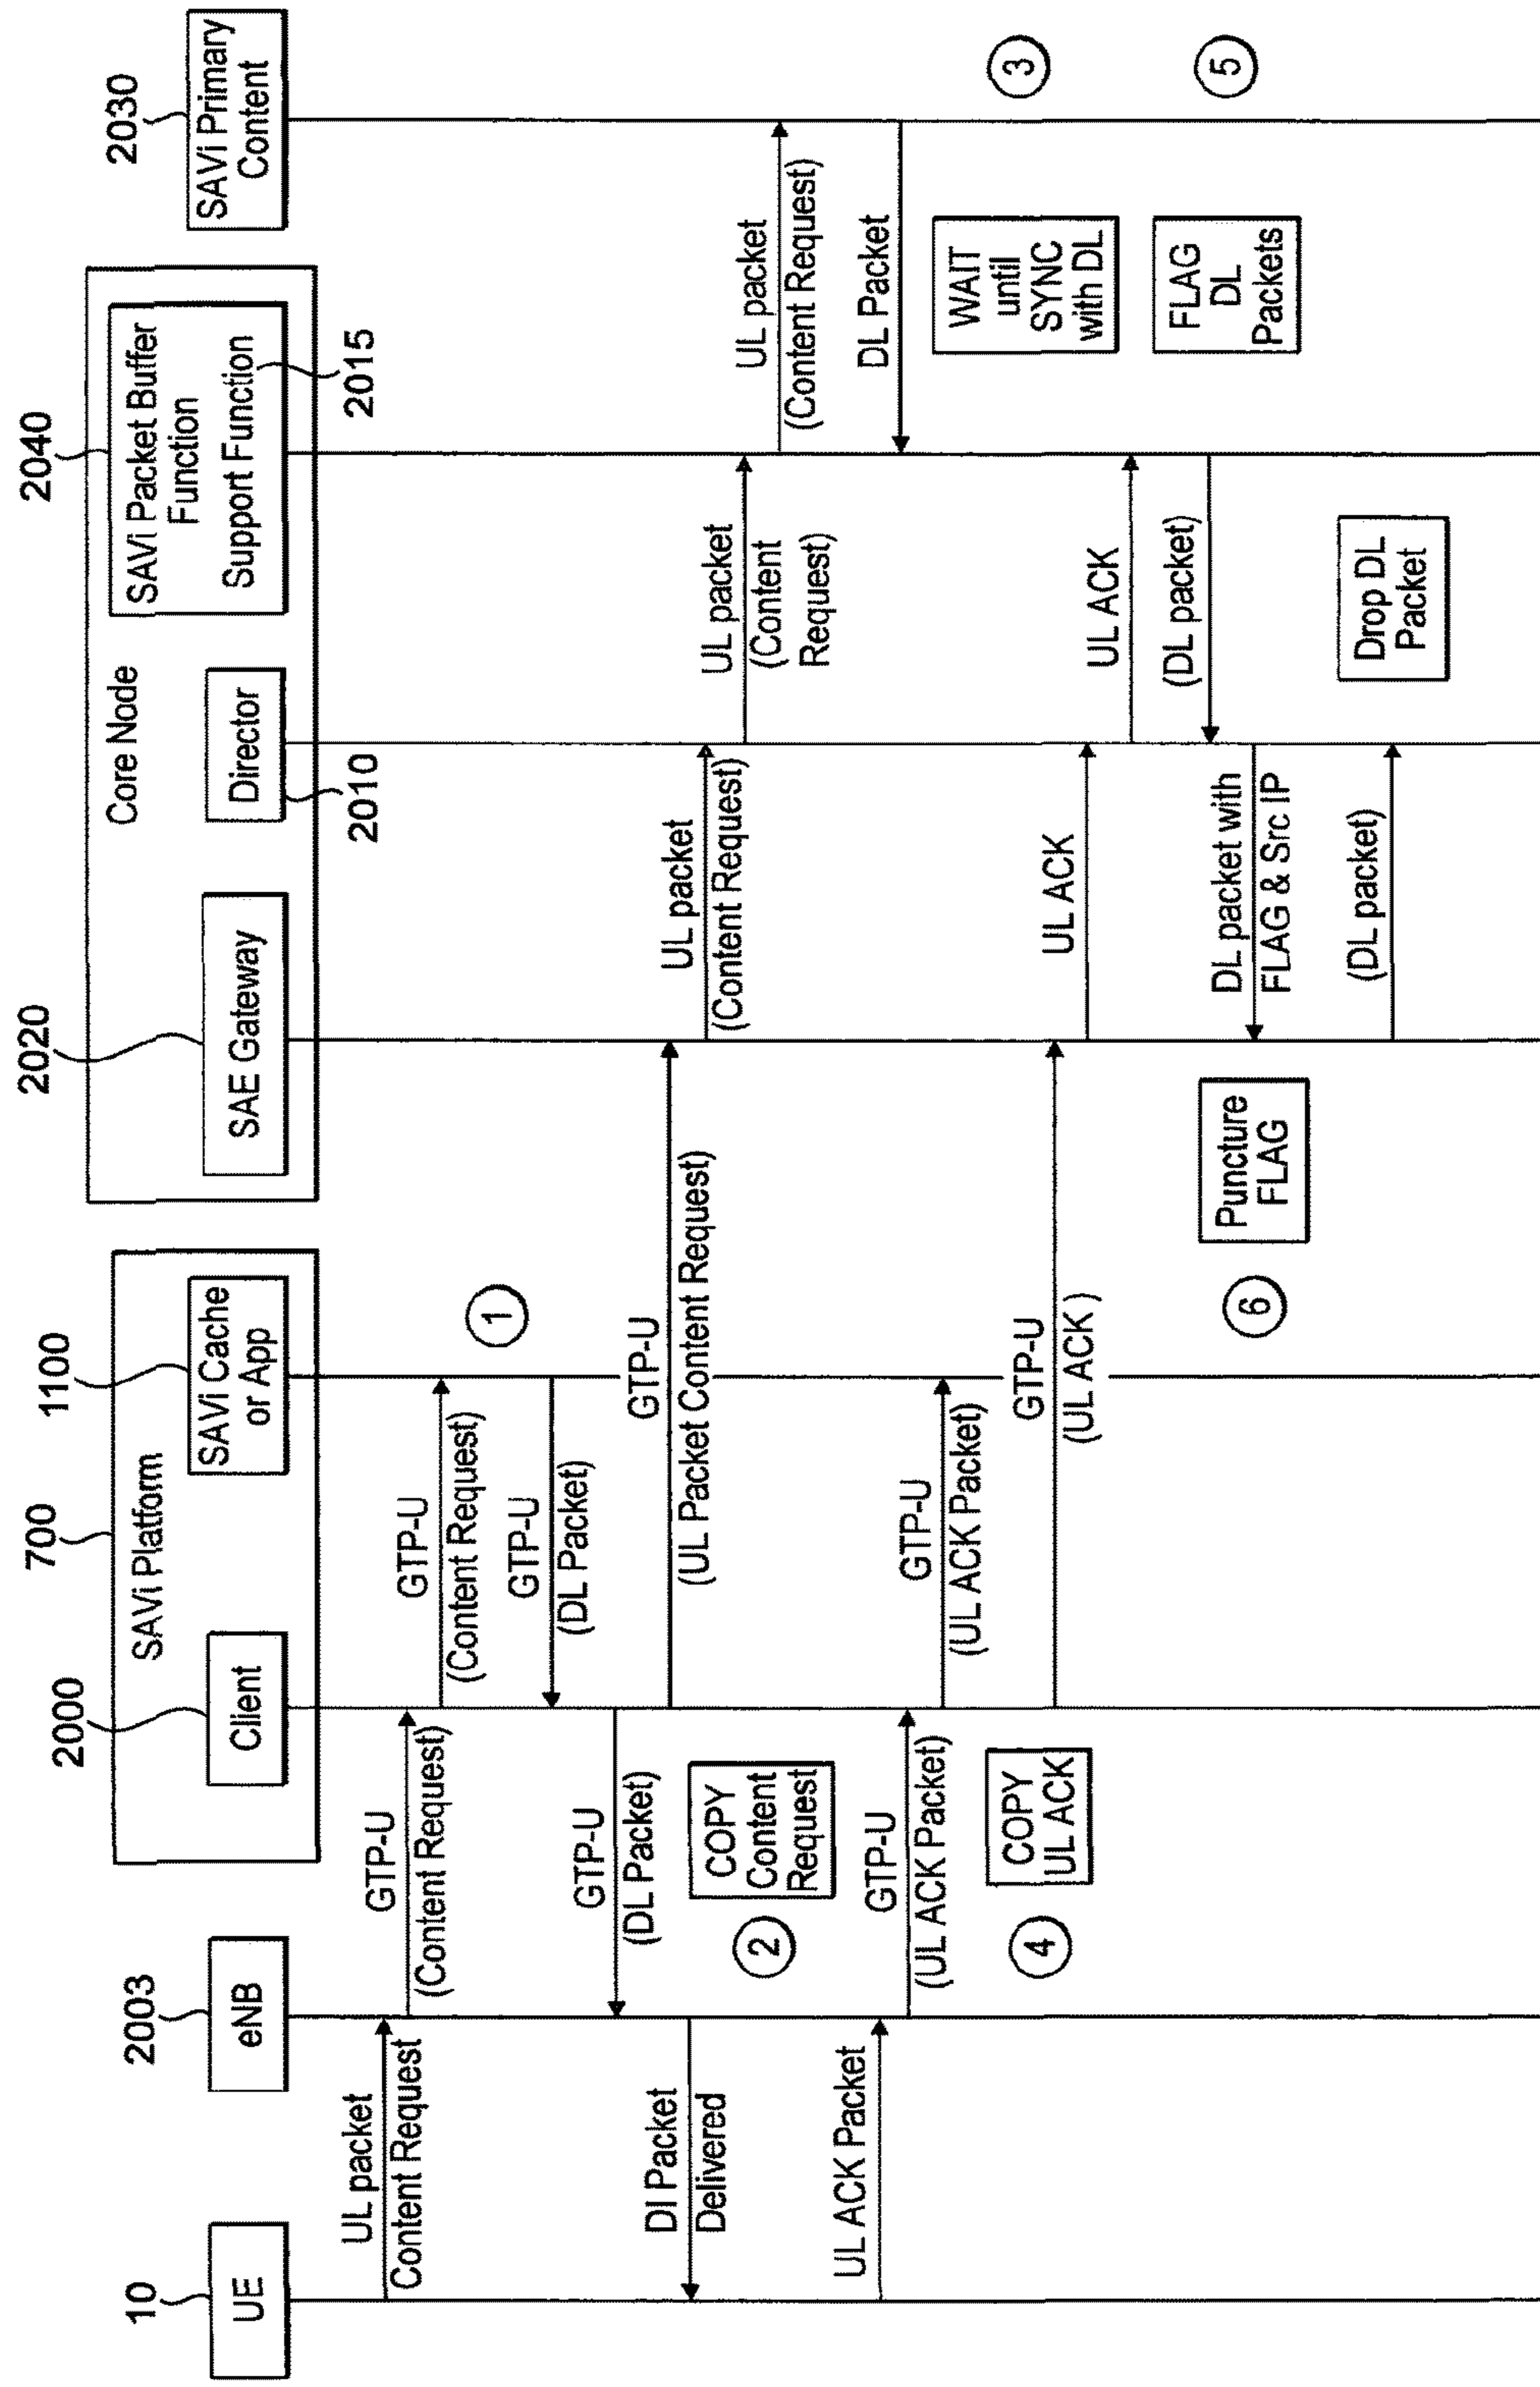 10
UE
2003
eNB
700
SAVi Platform
2000
Client
1100
SAVi Cache
or App
Core Node
2020
SAE Gateway
Director
2010
2040
SAVi Packet Buffer
Function
Support Function
2015
2030
SAVi Primary
Content
UL packet
Content Request
GTP-U
(Content Request)
GTP-U
(Content Request)
1
GTP-U
(DL Packet)
GTP-U
(DL Packet)
DI Packet
Delivered
2
COPY
Content
Request
GTP-U
(UL Packet Content Request)
UL packet
(Content Request)
UL packet
(Content
Request)
UL packet
(Content Request)
DL Packet
3
WAIT
until
SYNC
with DL
UL ACK Packet
GTP-U
(UL ACK Packet)
GTP-U
(UL ACK Packet)
4
COPY
UL ACK
GTP-U
(UL ACK )
UL ACK
UL ACK
5
FLAG
DL
Packets
(DL packet)
DL packet with
FLAG & Src IP
6
Puncture
FLAG
(DL packet)
Drop DL
Packet